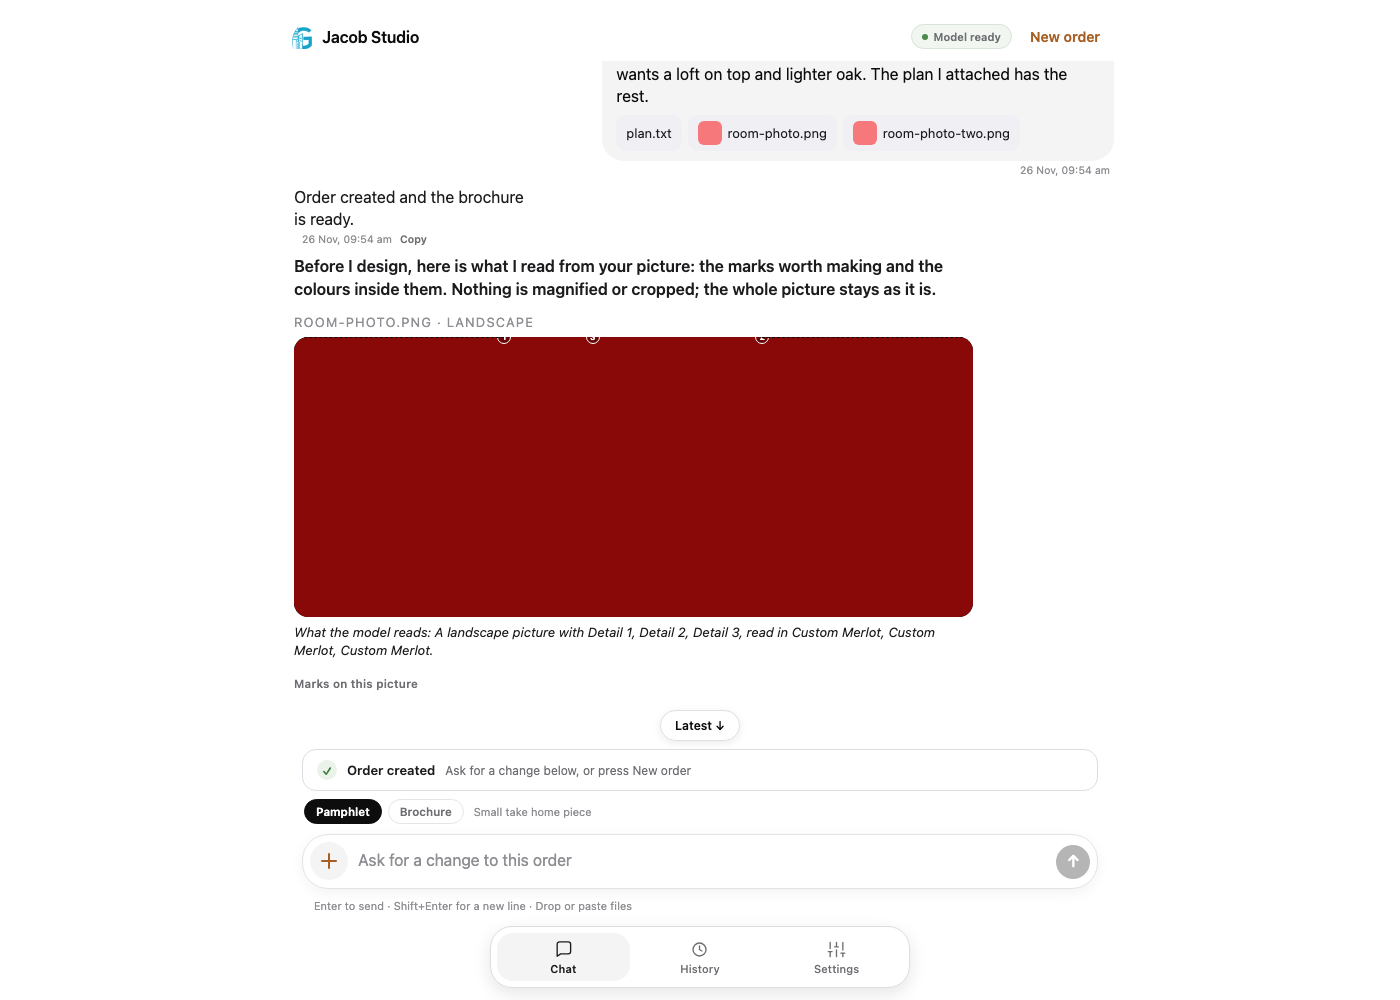 Jacob Studio
Model ready
New order
wants a loft on top and lighter oak. The plan I attached has the
rest.
plan.txt
room-photo.png
room-photo-two.png
26 Nov, 09:54 am
Order created and the brochure
is ready.
26 Nov, 09:54 am Copy
Before I design, here is what I read from your picture: the marks worth making and the
colours inside them. Nothing is magnified or cropped; the whole picture stays as it is.
ROOM-PHOTO.PNG · LANDSCAPE
What the model reads: A landscape picture with Detail 1, Detail 2, Detail 3, read in Custom Merlot, Custom
Merlot, Custom Merlot.
Marks on this picture
Latest ↓
Order created Ask for a change below, or press New order
Pamphlet
Brochure
Small take home piece
Ask for a change to this order
Enter to send · Shift+Enter for a new line · Drop or paste files
Chat
History
Settings